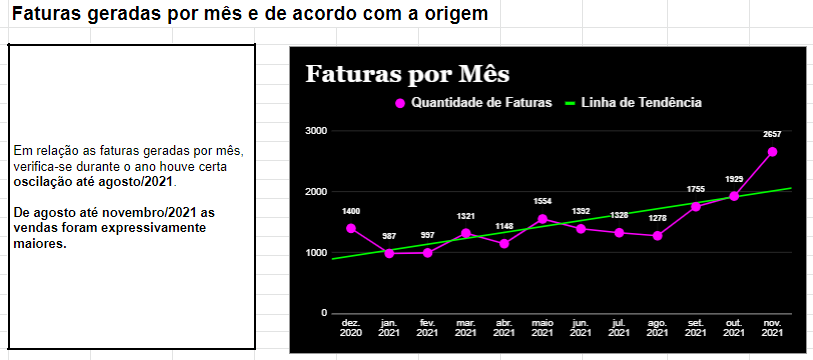 Faturas geradas por mês e de acordo com a origem
Em relação as faturas geradas por mês,
verifica-se durante o ano houve certa
oscilação até agosto/2021.
De agosto até novembro/2021 as
vendas foram expressivamente
maiores.
Faturas por Mês
Quantidade de Faturas Linha de Tendência
3000
2000
1000
0
1400
987
997
1321
1148
1554
1392
1328
1278
1755
1929
2657
dez. 2020
jan. 2021
fev. 2021
mar. 2021
abr. 2021
maio 2021
jun. 2021
jul. 2021
ago. 2021
set. 2021
out. 2021
nov. 2021